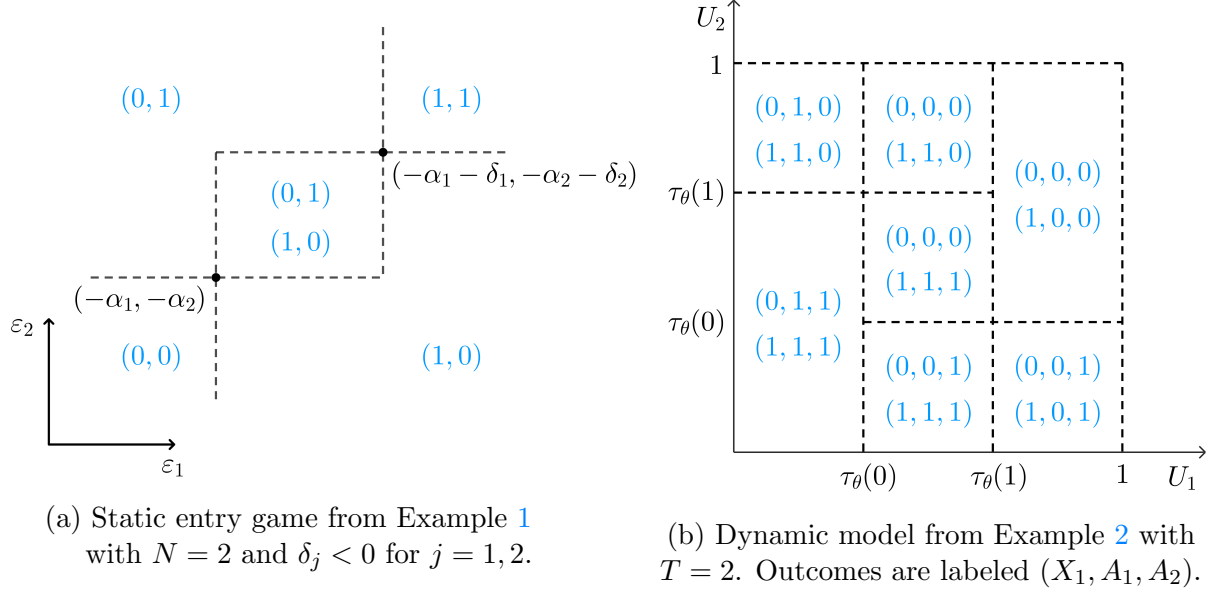 (0, 1)
(1, 1)
(−α₁ − δ₁, −α₂ − δ₂)
(0, 1)
(1, 0)
(−α₁, −α₂)
ε₂
(0, 0)
(1, 0)
ε₁
(a) Static entry game from Example 1
with N = 2 and δⱼ < 0 for j = 1, 2.
U₂
1
(0, 1, 0)
(1, 1, 0)
(0, 0, 0)
(1, 1, 0)
(0, 0, 0)
(1, 0, 0)
τ_θ(1)
(0, 0, 0)
(1, 1, 1)
(0, 1, 1)
(1, 1, 1)
τ_θ(0)
(0, 0, 1)
(1, 1, 1)
(0, 0, 1)
(1, 0, 1)
τ_θ(0)
τ_θ(1)
1
U₁
(b) Dynamic model from Example 2 with
T = 2. Outcomes are labeled (X₁, A₁, A₂).